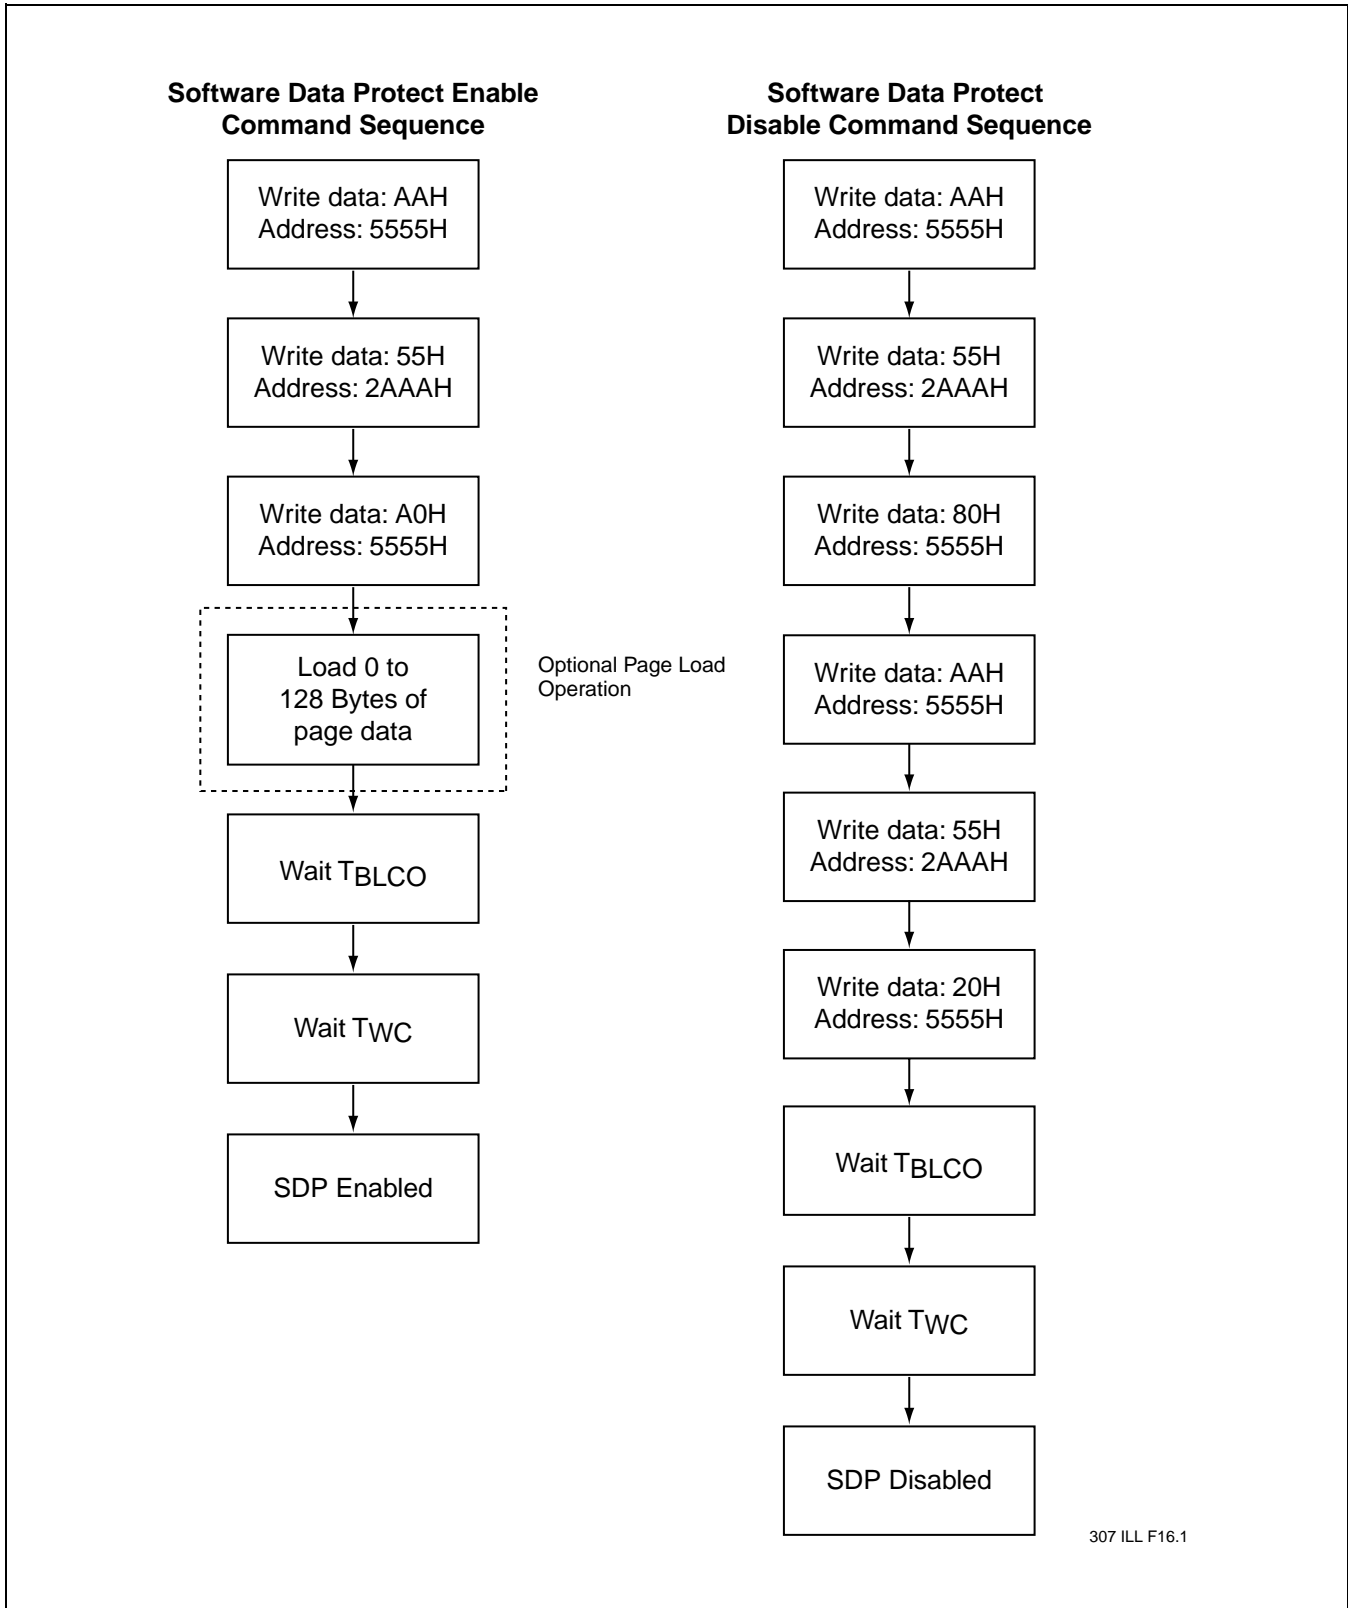 Software Data Protect Enable
Command Sequence
Write data: AAH
Address: 5555H
Write data: 55H
Address: 2AAAH
Write data: A0H
Address: 5555H
Load 0 to
128 Bytes of
page data
Optional Page Load
Operation
Wait TBLCO
Wait TWC
SDP Enabled
Software Data Protect
Disable Command Sequence
Write data: AAH
Address: 5555H
Write data: 55H
Address: 2AAAH
Write data: 80H
Address: 5555H
Write data: AAH
Address: 5555H
Write data: 55H
Address: 2AAAH
Write data: 20H
Address: 5555H
Wait TBLCO
Wait TWC
SDP Disabled
307 ILL F16.1